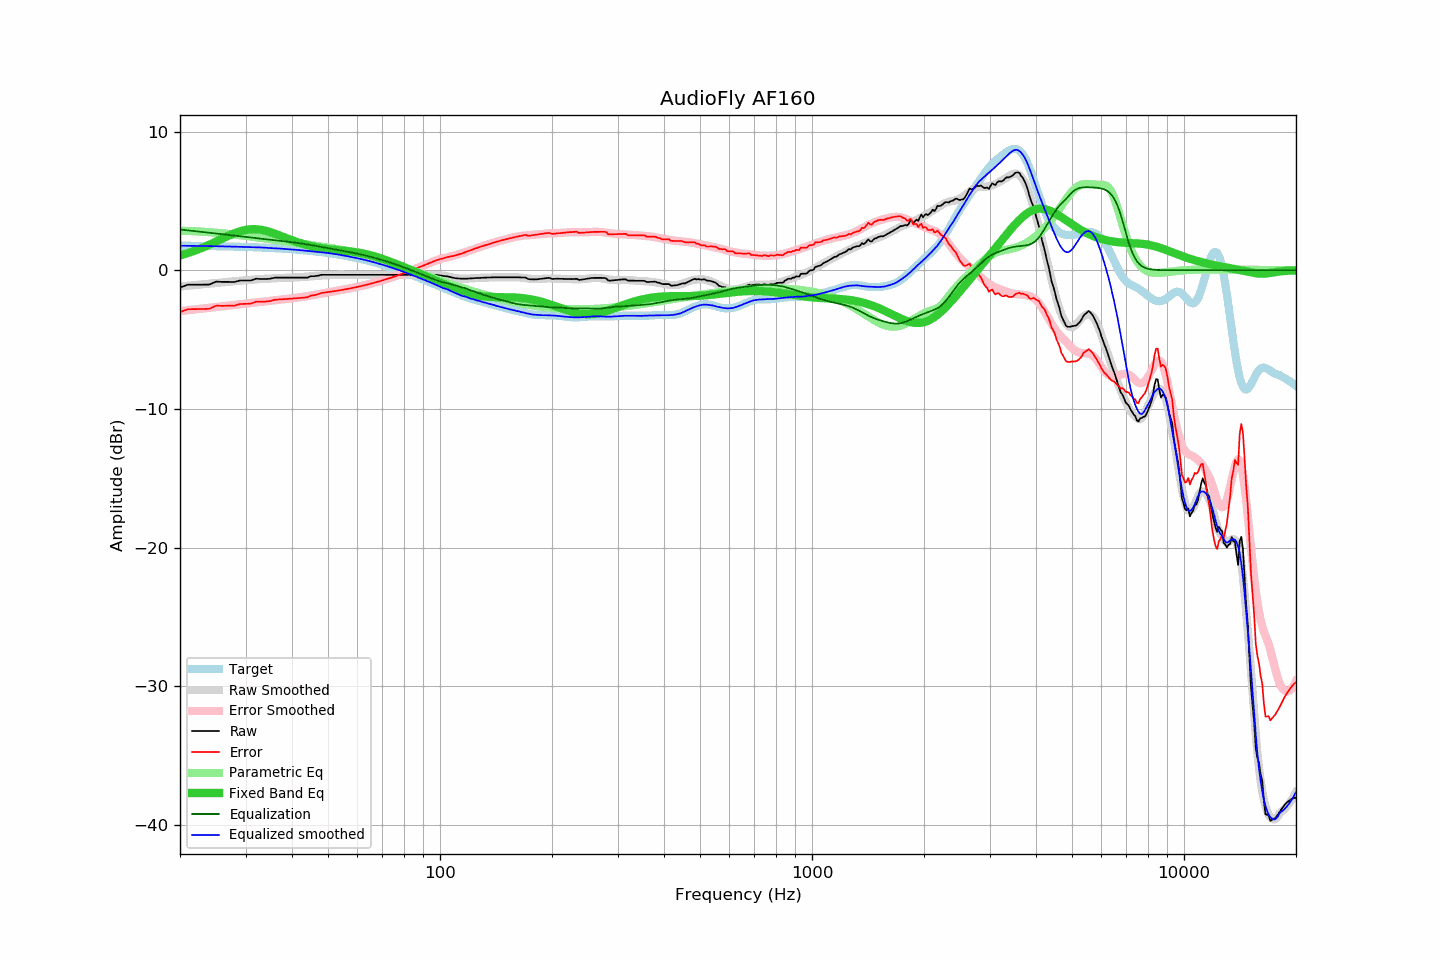 AudioFly AF160
10
0
−10
−20
−30
−40
Amplitude (dBr)
Target
Raw Smoothed
Error Smoothed
Raw
Error
Parametric Eq
Fixed Band Eq
Equalization
Equalized smoothed
100
1000
10000
Frequency (Hz)